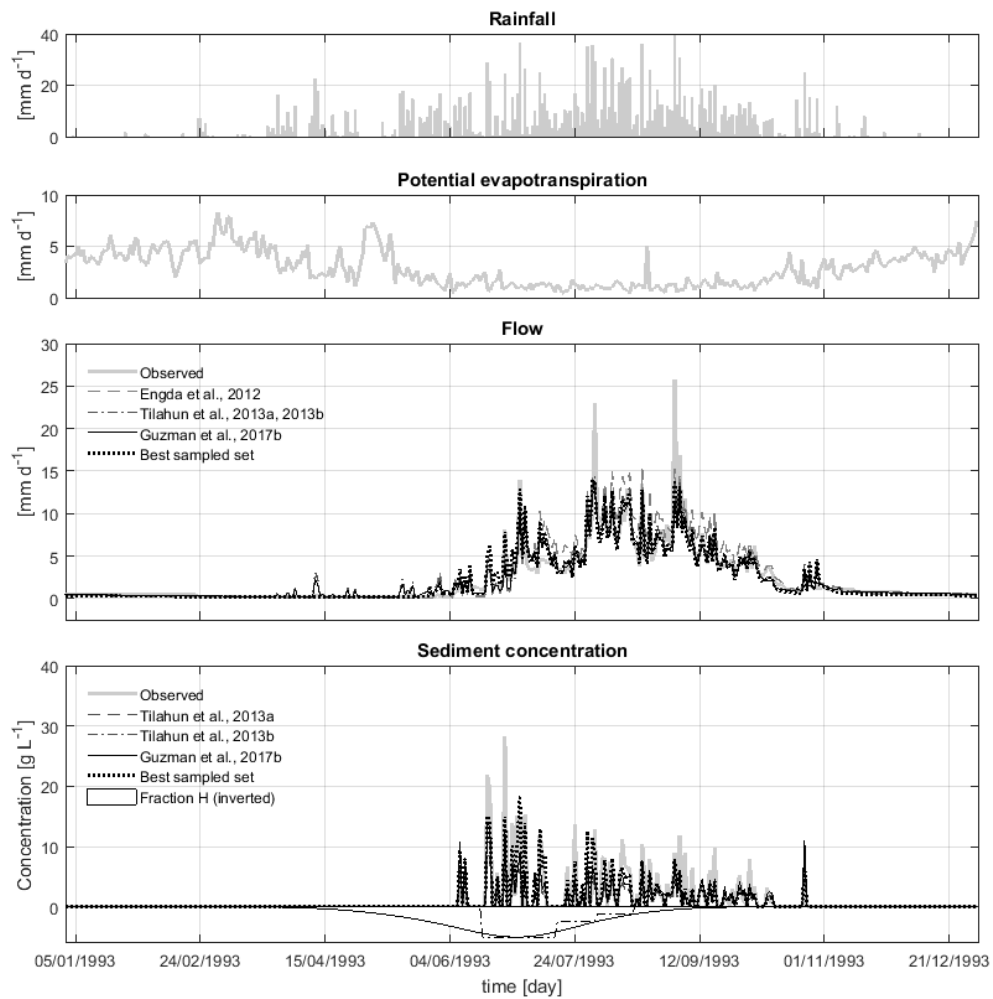 Rainfall
40
20
0
[mm d⁻¹]
Potential evapotranspiration
10
5
0
[mm d⁻¹]
Flow
30
25
20
15
10
5
0
[mm d⁻¹]
Observed
Engda et al., 2012
Tilahun et al., 2013a, 2013b
Guzman et al., 2017b
Best sampled set
Sediment concentration
40
30
20
10
0
Concentration [g L⁻¹]
Observed
Tilahun et al., 2013a
Tilahun et al., 2013b
Guzman et al., 2017b
Best sampled set
Fraction H (inverted)
05/01/1993 24/02/1993 15/04/1993 04/06/1993 24/07/1993 12/09/1993 01/11/1993 21/12/1993
time [day]